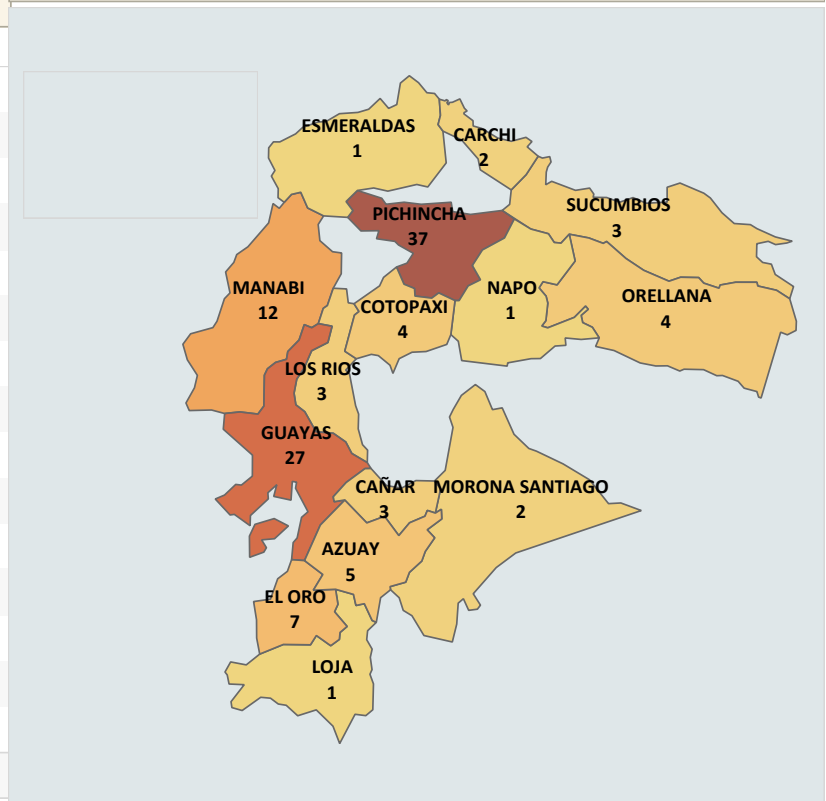 ESMERALDAS
1
CARCHI
2
SUCUMBIOS
3
PICHINCHA
37
MANABI
12
COTOPAXI
4
NAPO
1
ORELLANA
4
LOS RIOS
3
GUAYAS
27
CAÑAR
3
MORONA SANTIAGO
2
AZUAY
5
EL ORO
7
LOJA
1